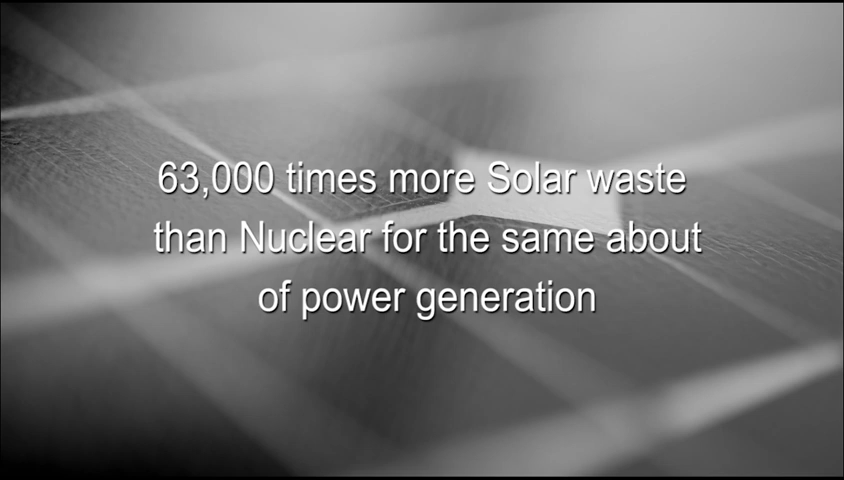 63,000 times more Solar waste
than Nuclear for the same about
of power generation